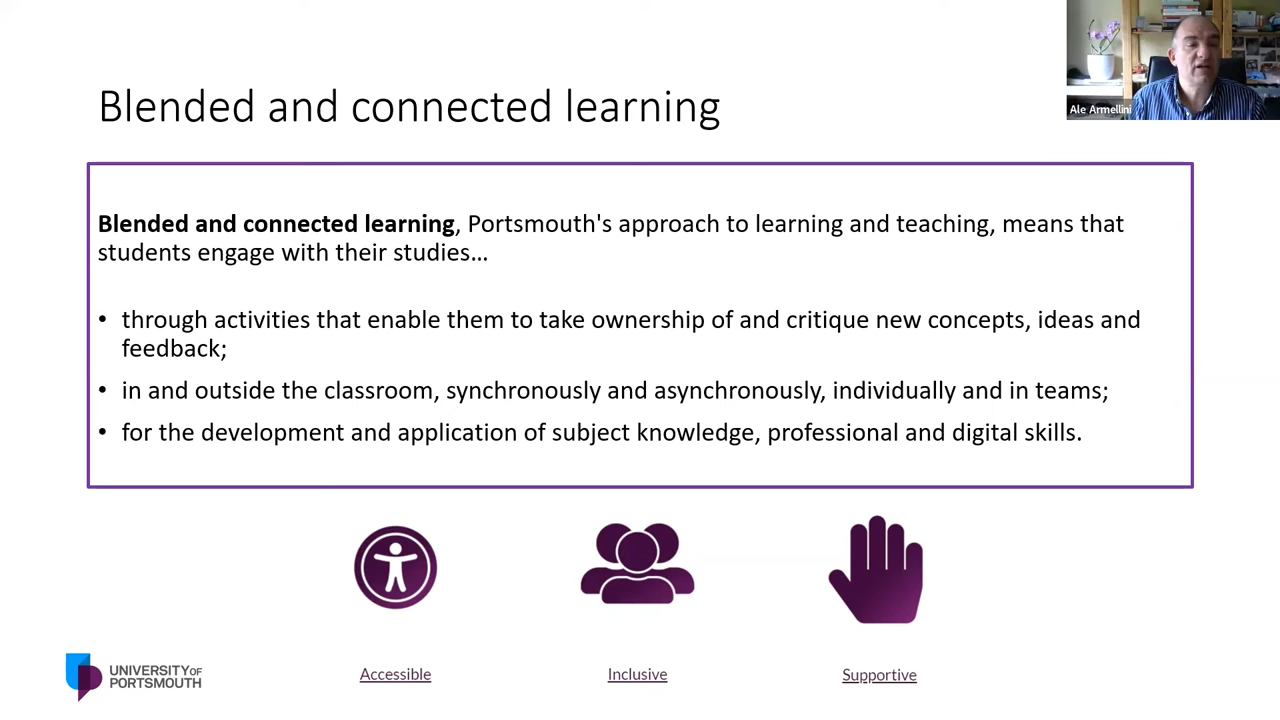 Blended and connected learning
Ale Armellini
Blended and connected learning, Portsmouth's approach to learning and teaching, means that
students engage with their studies…
• through activities that enable them to take ownership of and critique new concepts, ideas and
feedback;
• in and outside the classroom, synchronously and asynchronously, individually and in teams;
• for the development and application of subject knowledge, professional and digital skills.
UNIVERSITY OF
PORTSMOUTH
Accessible
Inclusive
Supportive